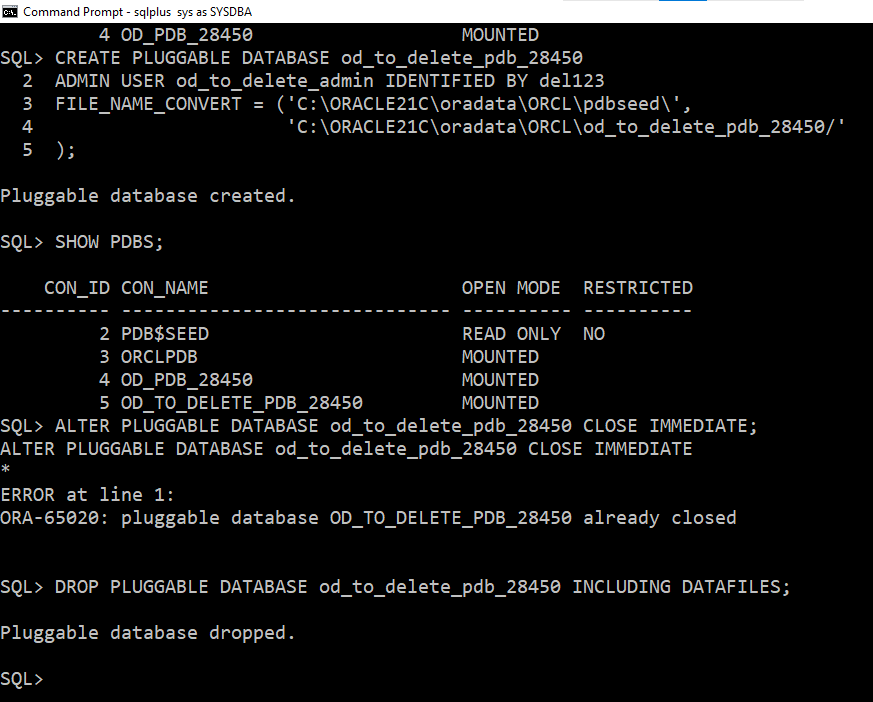 Command Prompt - sqlplus  sys as SYSDBA
         4 OD_PDB_28450                   MOUNTED
SQL> CREATE PLUGGABLE DATABASE od_to_delete_pdb_28450
  2  ADMIN USER od_to_delete_admin IDENTIFIED BY del123
  3  FILE_NAME_CONVERT = ('C:\ORACLE21C\oradata\ORCL\pdbseed\',
  4                       'C:\ORACLE21C\oradata\ORCL\od_to_delete_pdb_28450/'
  5  );
Pluggable database created.
SQL> SHOW PDBS;
    CON_ID CON_NAME                       OPEN MODE  RESTRICTED
---------- ------------------------------ ---------- ----------
         2 PDB$SEED                       READ ONLY  NO
         3 ORCLPDB                        MOUNTED
         4 OD_PDB_28450                   MOUNTED
         5 OD_TO_DELETE_PDB_28450         MOUNTED
SQL> ALTER PLUGGABLE DATABASE od_to_delete_pdb_28450 CLOSE IMMEDIATE;
ALTER PLUGGABLE DATABASE od_to_delete_pdb_28450 CLOSE IMMEDIATE
*
ERROR at line 1:
ORA-65020: pluggable database OD_TO_DELETE_PDB_28450 already closed
SQL> DROP PLUGGABLE DATABASE od_to_delete_pdb_28450 INCLUDING DATAFILES;
Pluggable database dropped.
SQL>